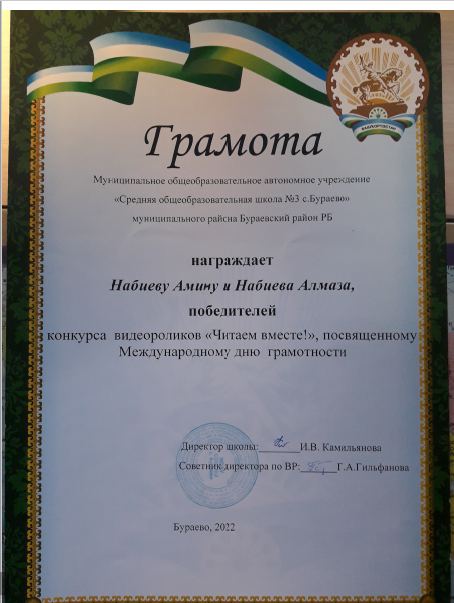 БАШКОРТОСТАН
Грамота
Муниципальное общеобразовательное автономное учреждение
«Средняя общеобразовательная школа №3 с.Бураево»
муниципального района Бураевский район РБ
награждает
Набиеву Амину и Набиева Алмаза,
победителей
конкурса видеороликов «Читаем вместе!», посвященному
Международному дню грамотности
Директор школы: И.В. Камильянова
Советник директора по ВР: Г.А.Гильфанова
Бураево, 2022